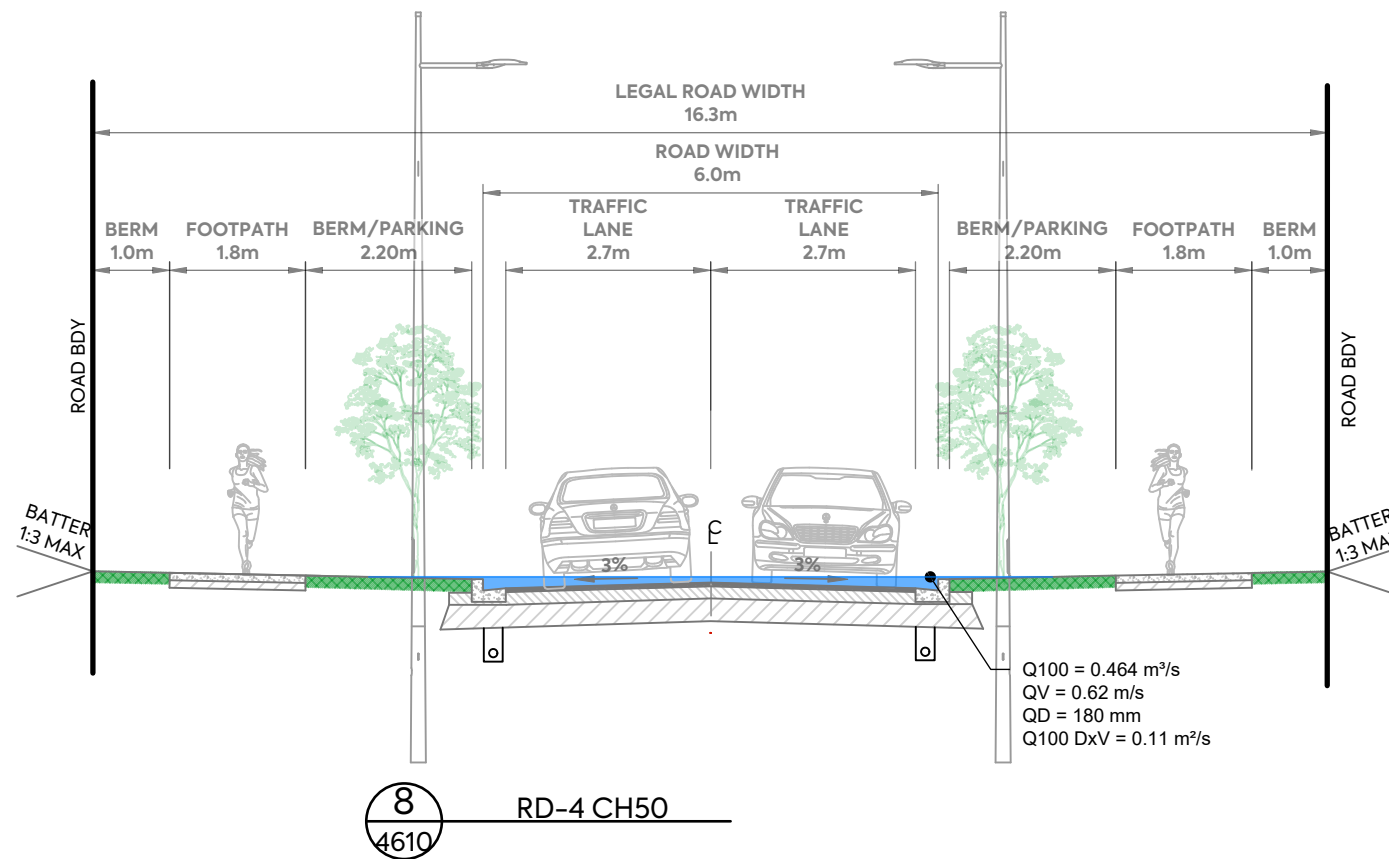 LEGAL ROAD WIDTH
16.3m
ROAD WIDTH
6.0m
BERM
1.0m
FOOTPATH
1.8m
BERM/PARKING
2.20m
TRAFFIC
LANE
2.7m
TRAFFIC
LANE
2.7m
BERM/PARKING
2.20m
FOOTPATH
1.8m
BERM
1.0m
ROAD BDY
ROAD BDY
BATTER
1:3 MAX
CL
3%
3%
BATTER
1:3 MAX
Q100 = 0.464 m³/s
QV = 0.62 m/s
QD = 180 mm
Q100 DxV = 0.11 m²/s
8
4610
RD-4 CH50